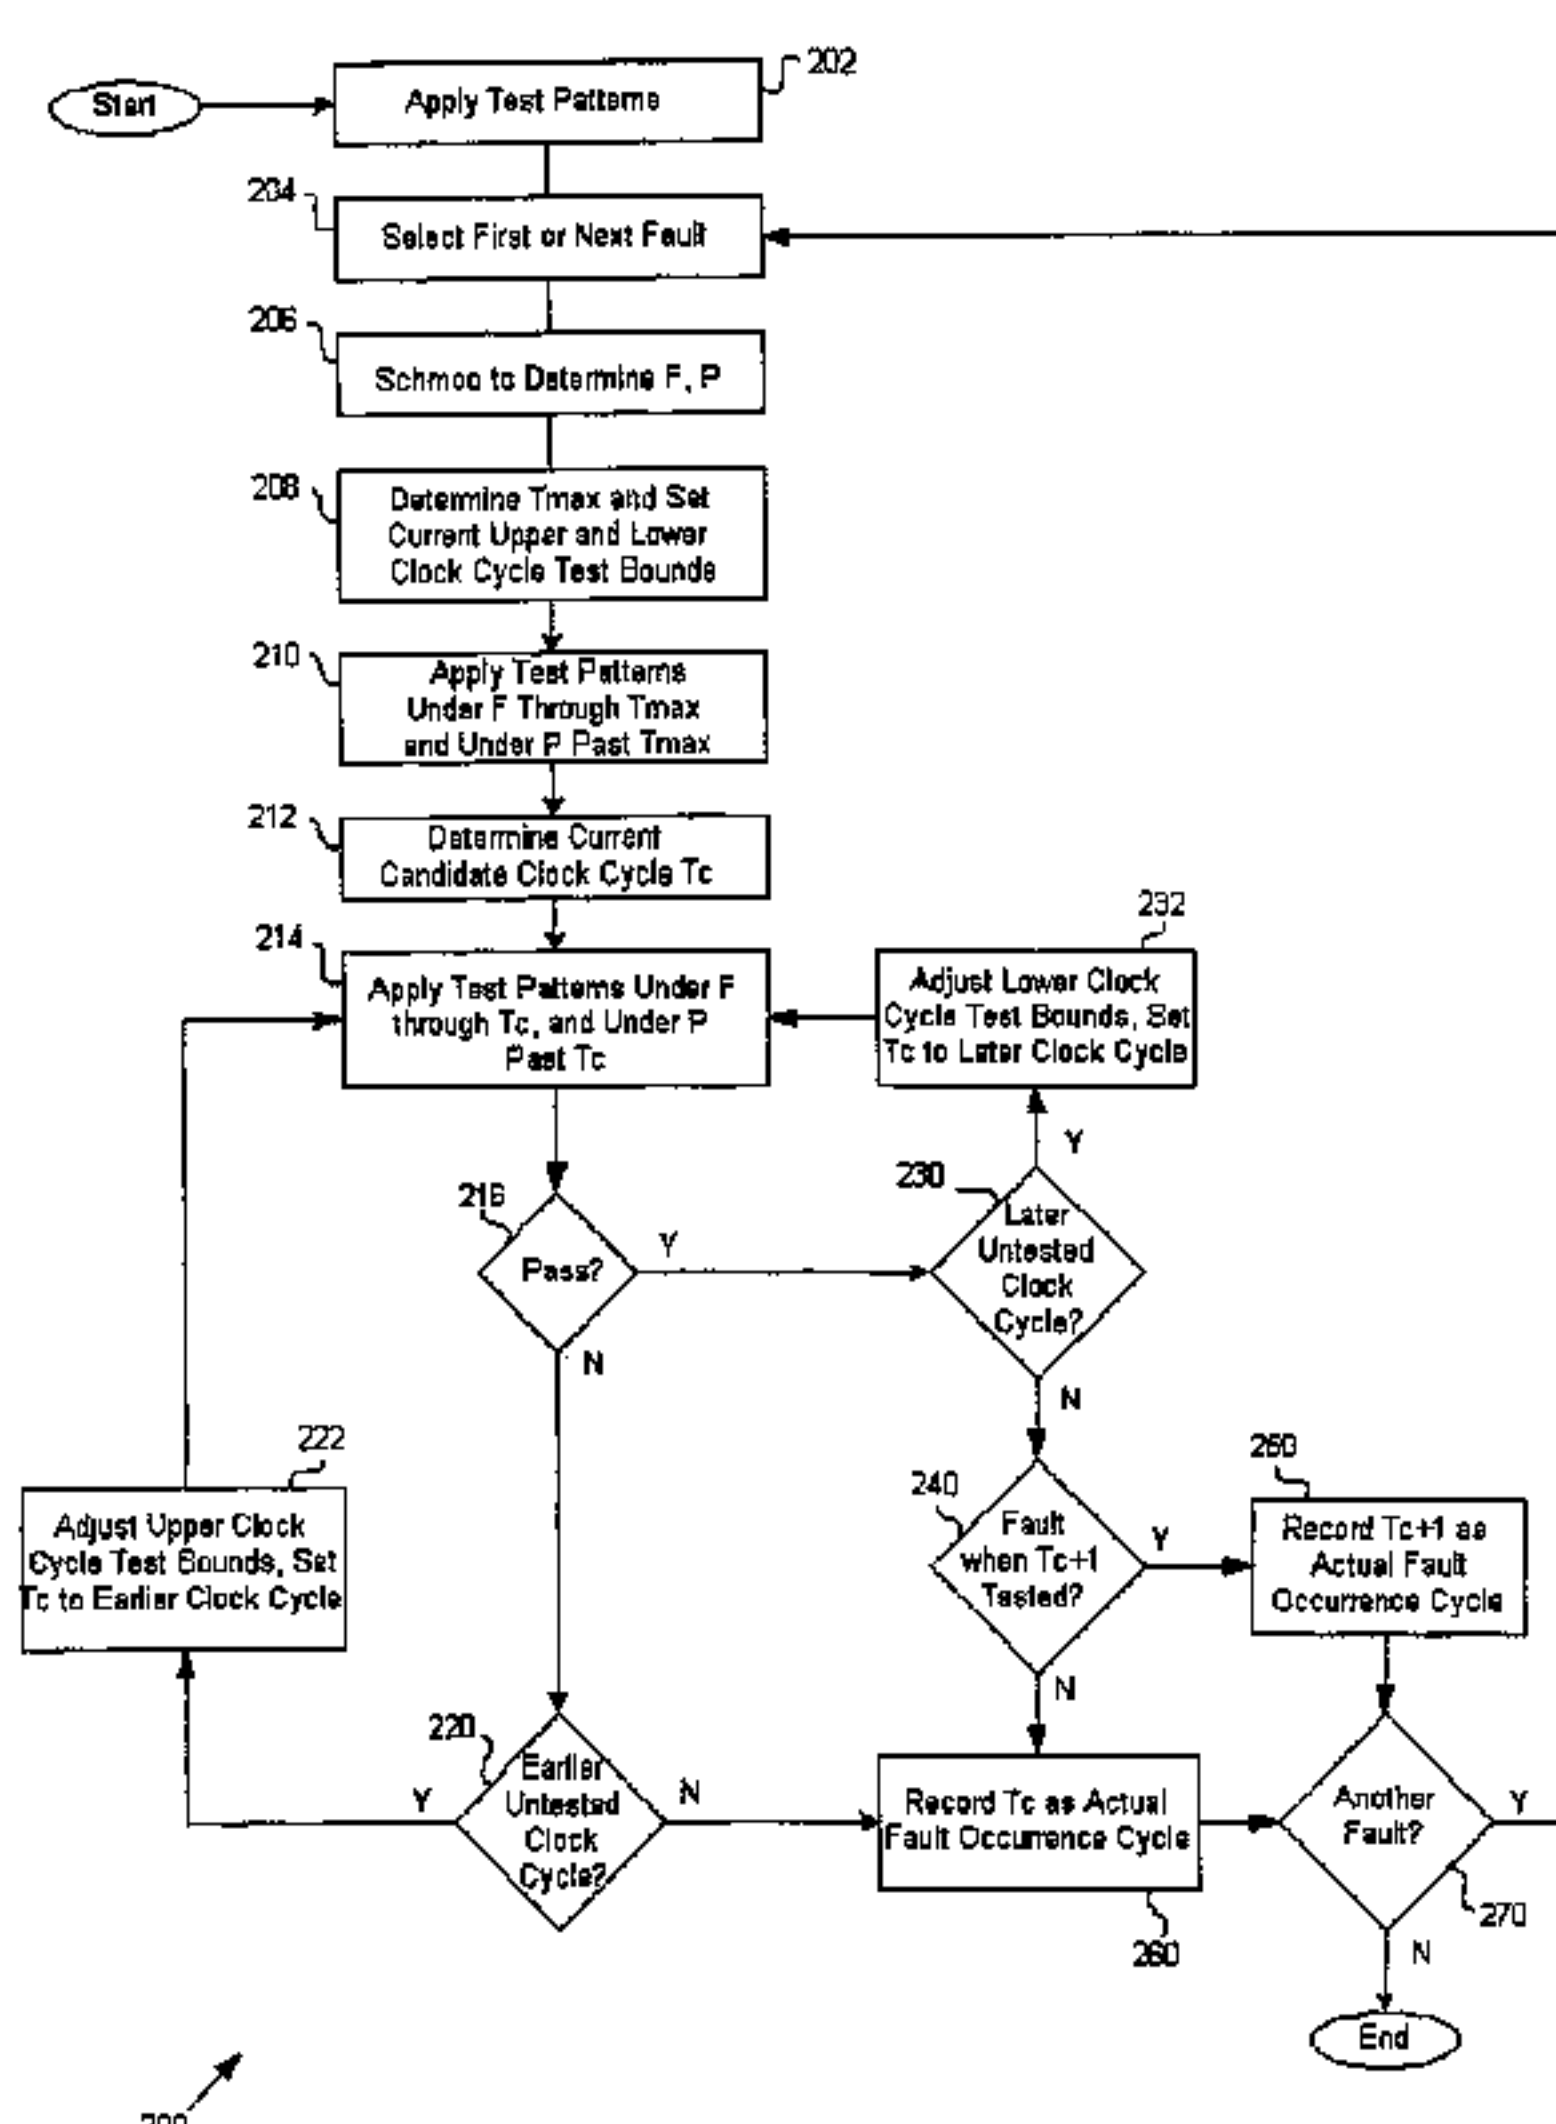 202
Start
Apply Test Patterns
204
Select First or Next Fault
206
Schmoo to Determine F, P
208
Determine Tmax and Set
Current Upper and Lower
Clock Cycle Test Bounds
210
Apply Test Patterns
Under F Through Tmax
and Under P Past Tmax
212
Determine Current
Candidate Clock Cycle Tc
214
Apply Test Patterns Under F
through Tc, and Under P
Past Tc
232
Adjust Lower Clock
Cycle Test Bounds, Set
Tc to Later Clock Cycle
Y
216
Pass?
Y
N
230
Later
Untested
Clock
Cycle?
N
222
Adjust Upper Clock
Cycle Test Bounds, Set
Tc to Earlier Clock Cycle
240
Fault
when Tc+1
Tested?
Y
N
260
Record Tc+1 as
Actual Fault
Occurrence Cycle
220
Earlier
Untested
Clock
Cycle?
Y
N
Record Tc as Actual
Fault Occurrence Cycle
260
Another
Fault?
Y
270
N
End